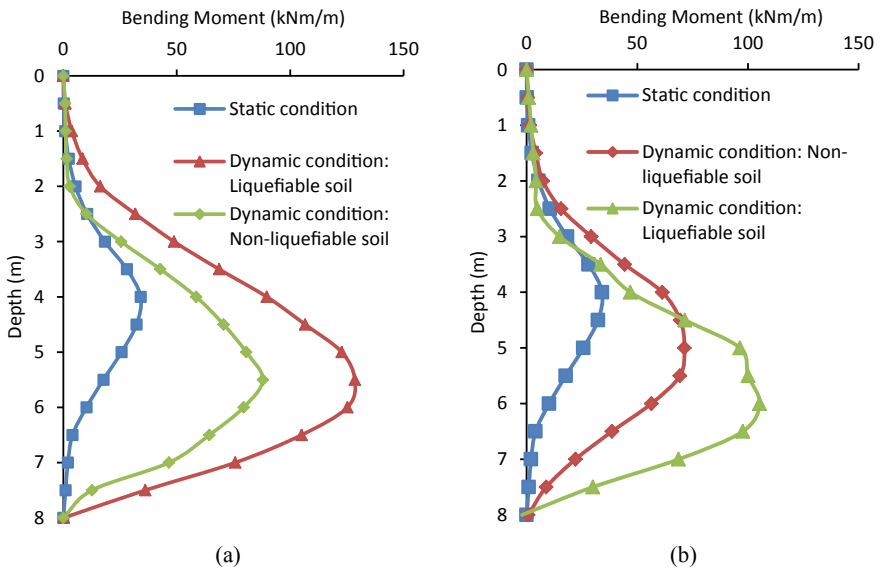 Bending Moment (kNm/m)
0 50 100 150
0
1
2
3
4
5
6
7
8
Depth (m)
Static condition
Dynamic condition:
Liquefiable soil
Dynamic condition:
Non-liquefiable soil
(a)
Bending Moment (kNm/m)
0 50 100 150
0
1
2
3
4
5
6
7
8
Depth (m)
Static condition
Dynamic condition: Non-
liquefiable soil
Dynamic condition:
Liquefiable soil
(b)